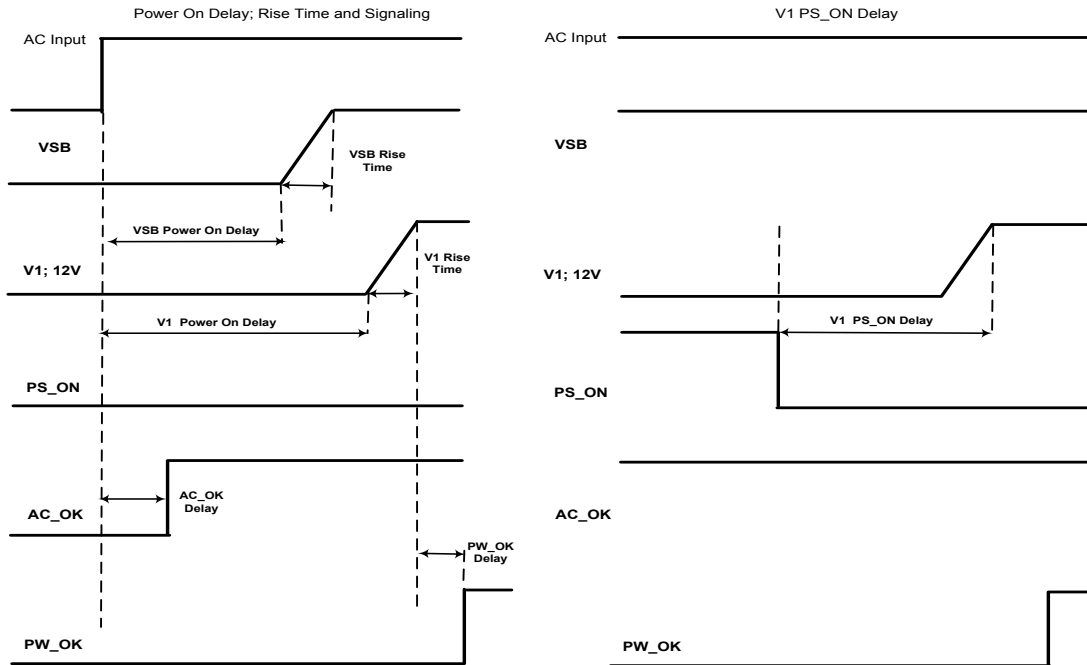 Power On Delay; Rise Time and Signaling
AC Input
VSB
VSB Rise
Time
VSB Power On Delay
V1; 12V
V1 Rise
Time
V1 Power On Delay
PS_ON
AC_OK
AC_OK
Delay
PW_OK
Delay
PW_OK
V1 PS_ON Delay
AC Input
VSB
V1; 12V
V1 PS_ON Delay
PS_ON
AC_OK
PW_OK